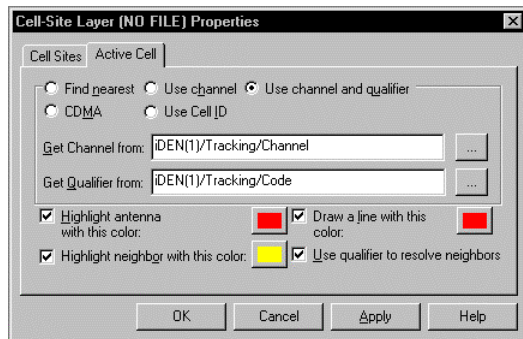 Cell-Site Layer (NO FILE) Properties
Cell Sites Active Cell
Find nearest Use channel Use channel and qualifier
CDMA Use Cell ID
Get Channel from: iDEN(1)/Tracking/Channel ...
Get Qualifier from: iDEN(1)/Tracking/Code ...
Highlight antenna Draw a line with this
with this color: color:
Highlight neighbor with this color: Use qualifier to resolve neighbors
OK Cancel Apply Help